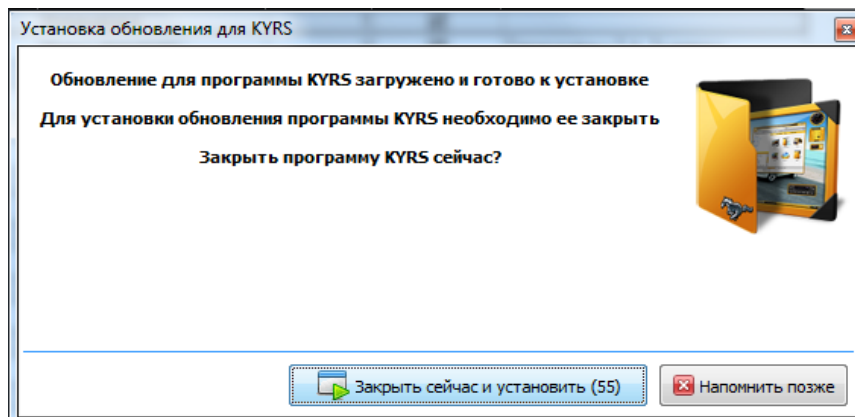 Установка обновления для KYRS
Обновление для программы KYRS загружено и готово к установке
Для установки обновления программы KYRS необходимо ее закрыть
Закрыть программу KYRS сейчас?
Закрыть сейчас и установить (55)
Напомнить позже